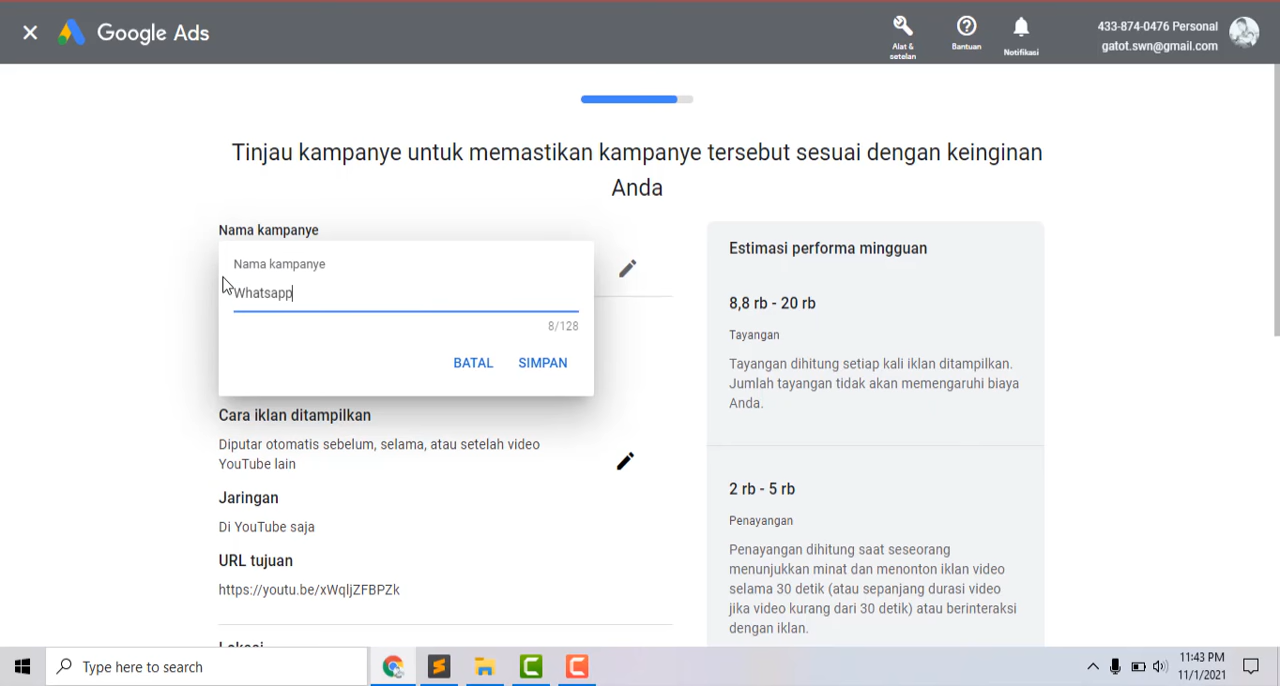 Google Ads
Alat &
setelan
Bantuan
Notifikasi
433-874-0476 Personal
gatot.swn@gmail.com
Tinjau kampanye untuk memastikan kampanye tersebut sesuai dengan keinginan
Anda
Nama kampanye
Nama kampanye
Whatsapp
8/128
BATAL
SIMPAN
Cara iklan ditampilkan
Diputar otomatis sebelum, selama, atau setelah video
YouTube lain
Jaringan
Di YouTube saja
URL tujuan
https://youtu.be/xWqljZFBPZk
Lokasi
Estimasi performa mingguan
8,8 rb - 20 rb
Tayangan
Tayangan dihitung setiap kali iklan ditampilkan.
Jumlah tayangan tidak akan memengaruhi biaya
Anda.
2 rb - 5 rb
Penayangan
Penayangan dihitung saat seseorang
menunjukkan minat dan menonton iklan video
selama 30 detik (atau sepanjang durasi video
jika video kurang dari 30 detik) atau berinteraksi
dengan iklan.
Type here to search
11:43 PM
11/1/2021